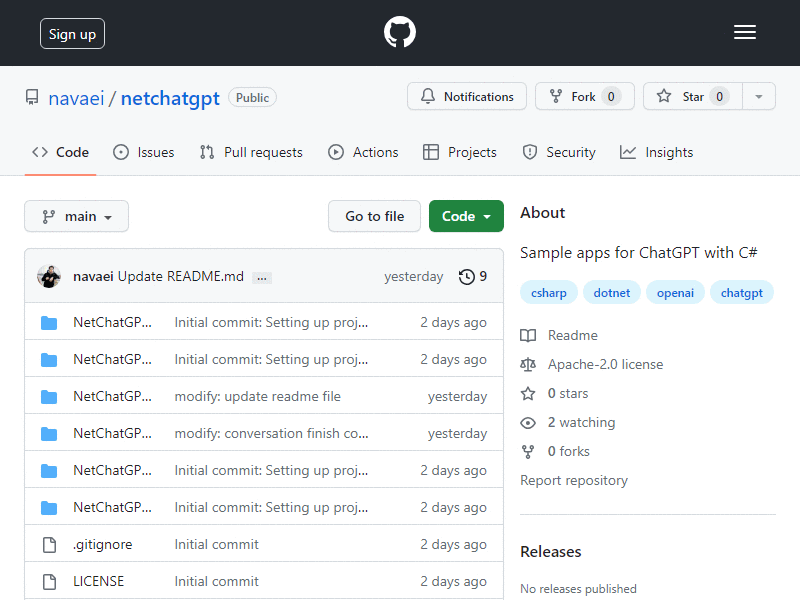 Sign up
navaei / netchatgpt Public
Notifications Fork 0 Star 0
Code Issues Pull requests Actions Projects Security Insights
main Go to file Code
navaei Update README.md ... yesterday 9
NetChatGP... Initial commit: Setting up proj... 2 days ago
NetChatGP... Initial commit: Setting up proj... 2 days ago
NetChatGP... modify: update readme file yesterday
NetChatGP... modify: conversation finish co... yesterday
NetChatGP... Initial commit: Setting up proj... 2 days ago
NetChatGP... Initial commit: Setting up proj... 2 days ago
.gitignore Initial commit 2 days ago
LICENSE Initial commit 2 days ago
About
Sample apps for ChatGPT with C#
csharp dotnet openai chatgpt
Readme
Apache-2.0 license
0 stars
2 watching
0 forks
Report repository
Releases
No releases published